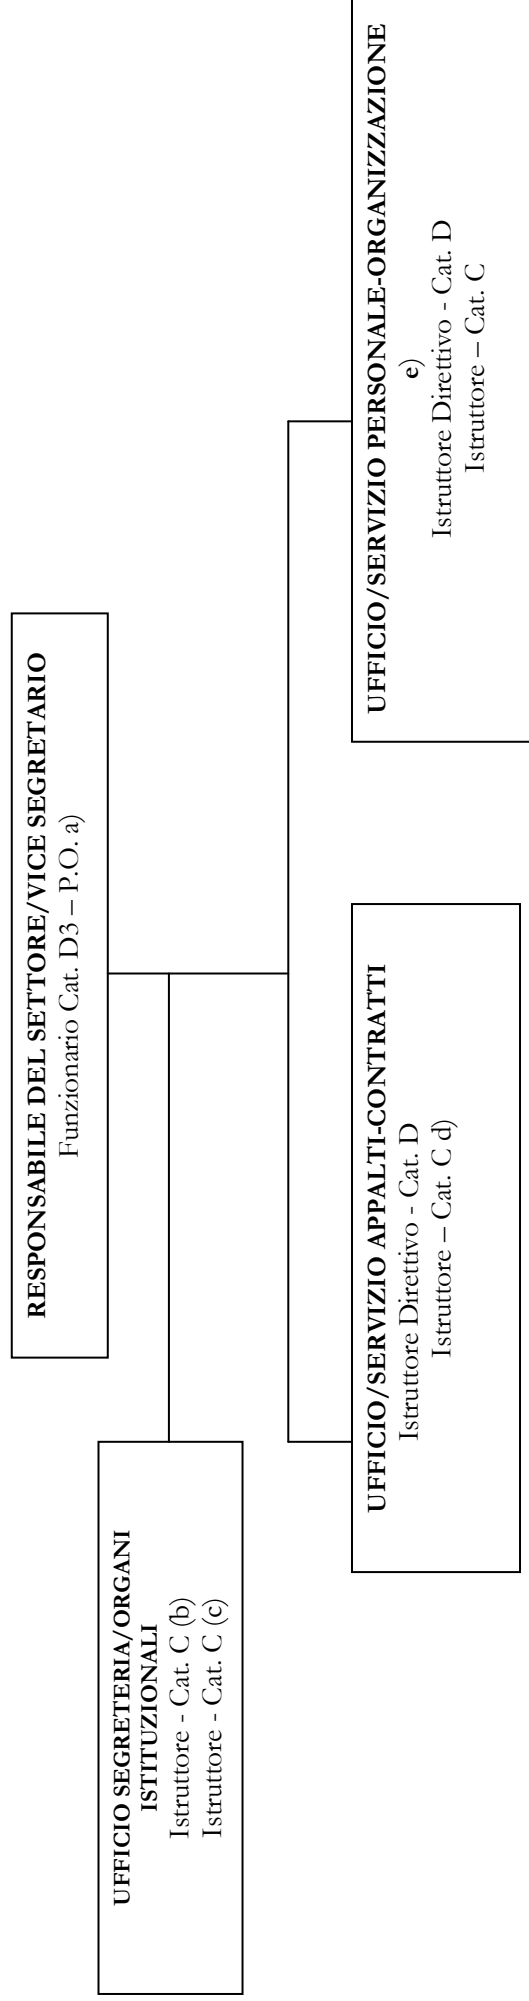 RESPONSABILE DEL SETTORE/VICE SEGRETARIO
Funzionario Cat. D3 – P.O. a)
UFFICIO SEGRETERIA/ORGANI
ISTITUZIONALI
Istruttore - Cat. C (b)
Istruttore - Cat. C (c)
UFFICIO/SERVIZIO APPALTI-CONTRATTI
Istruttore Direttivo - Cat. D
Istruttore – Cat. C d)
UFFICIO/SERVIZIO PERSONALE-ORGANIZZAZIONE
e)
Istruttore Direttivo - Cat. D
Istruttore – Cat. C